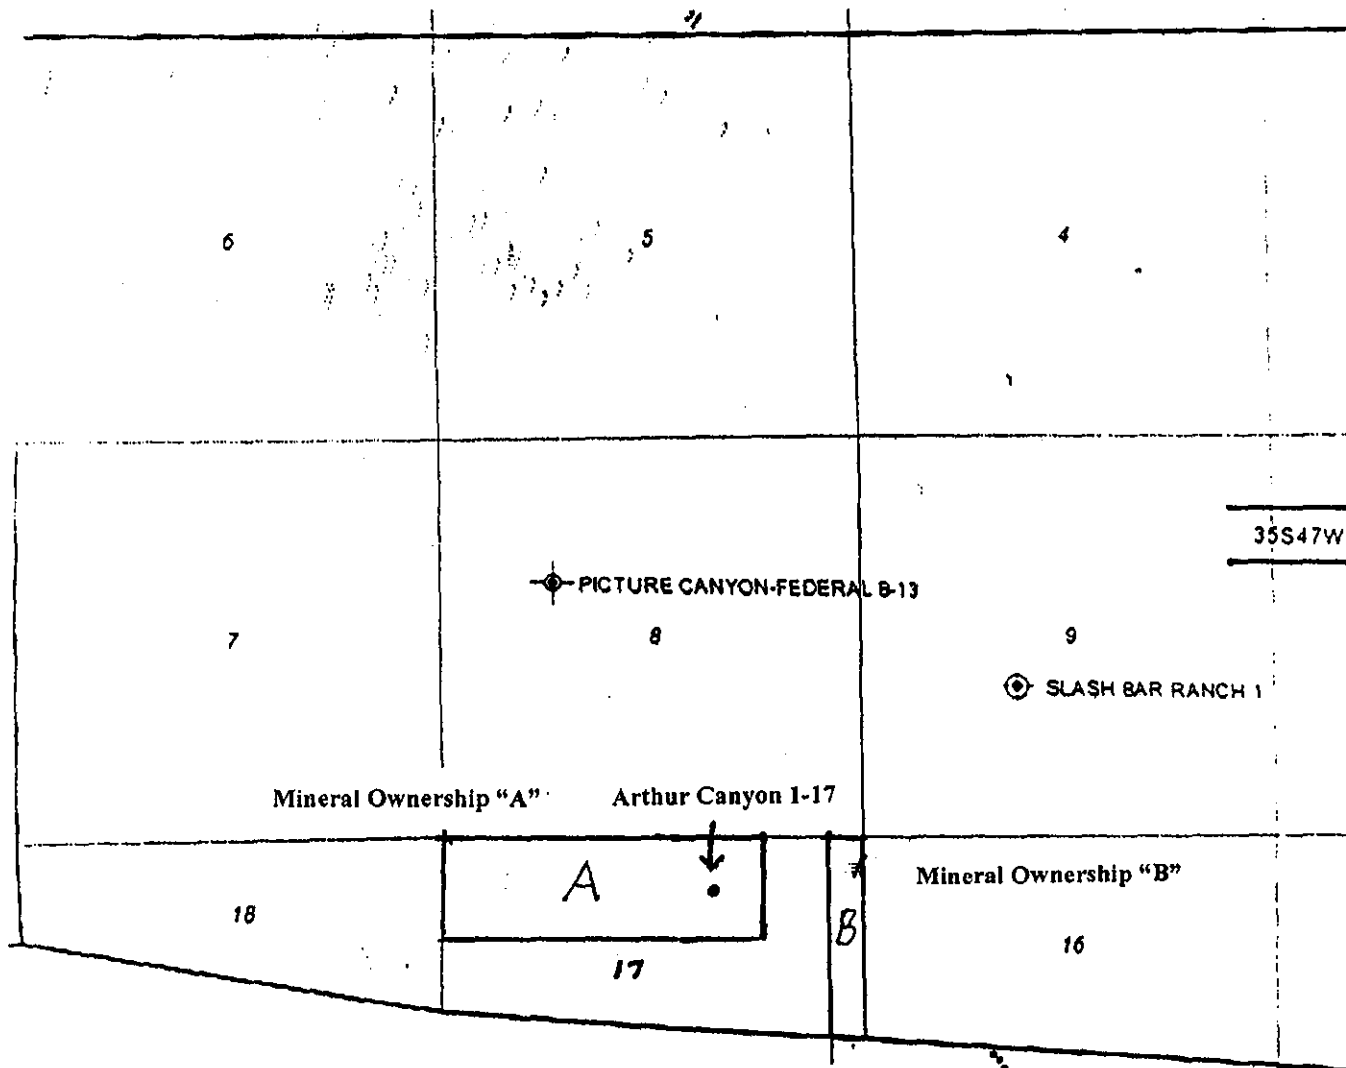 6
5
4
35S47W
PICTURE CANYON-FEDERAL 8-13
7
8
9
SLASH BAR RANCH 1
Mineral Ownership "A"
Arthur Canyon 1-17
A
Mineral Ownership "B"
18
B
16
17